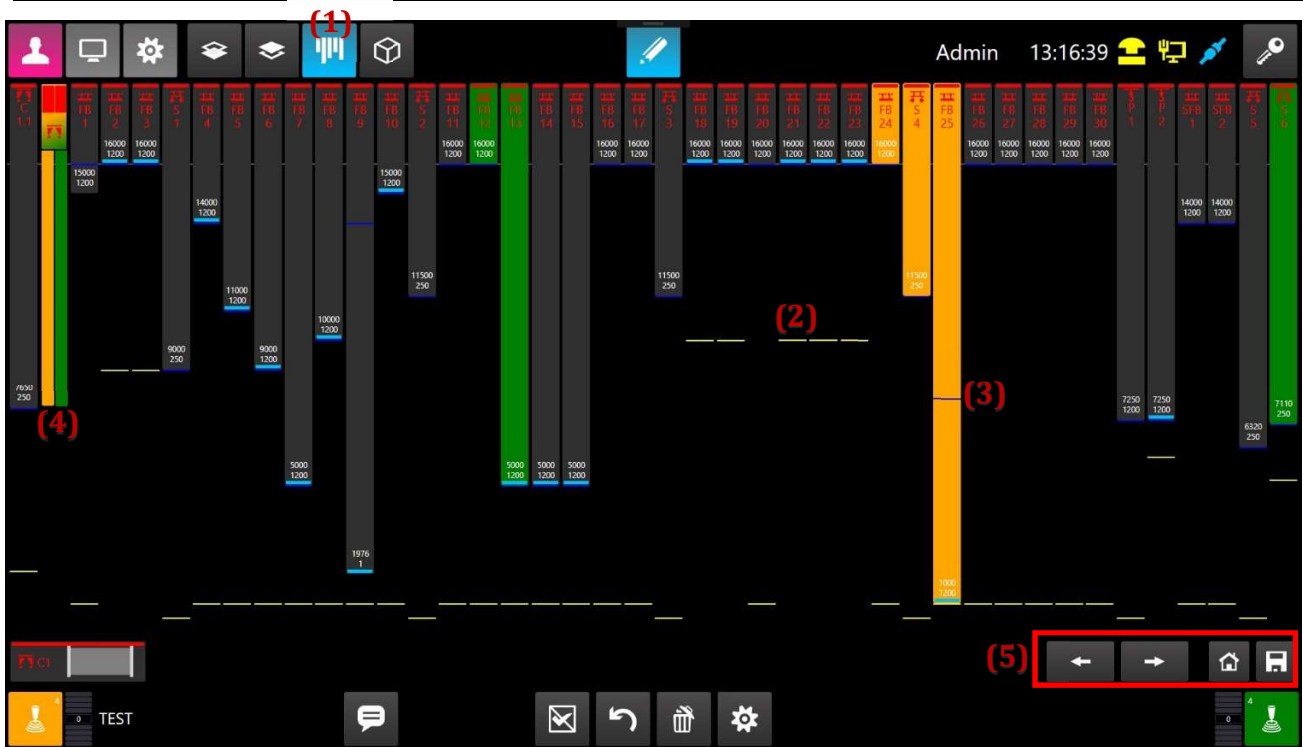 (1)
Admin 13:16:39
C 1.1
FB 1
FB 2
FB 3
S 1
FB 4
FB 5
FB 6
FB 7
FB 8
FB 9
FB 10
S 2
FB 11
FB 12
FB 13
FB 14
FB 15
FB 16
FB 17
S 3
FB 18
FB 19
FB 20
FB 21
FB 22
FB 23
FB 24
S 4
FB 25
FB 26
FB 27
FB 28
FB 29
FB 30
SP 1
SP 2
SFB 1
SFB 2
S 5
S 6
16000 16000 16000 16000 16000 16000 16000 16000 16000 16000 16000 16000 16000 16000 16000 16000 16000 16000
1200 1200 1200 1200 1200 1200 1200 1200 1200 1200 1200 1200 1200 1200 1200 1200 1200 1200
15000 15000
1200 1200
14000 14000 14000
1200 1200 1200
11500 11500 11500
250 250 250
11000
1200
10000
1200
(2)
9000 9000
250 1200
7650
250
(3)
7250 7250
1200 1200
7110
250
(4)
6320
250
5000 5000 5000 5000
1200 1200 1200 1200
1976
1
1000
1200
(5)
C1
4
0 TEST
0
4